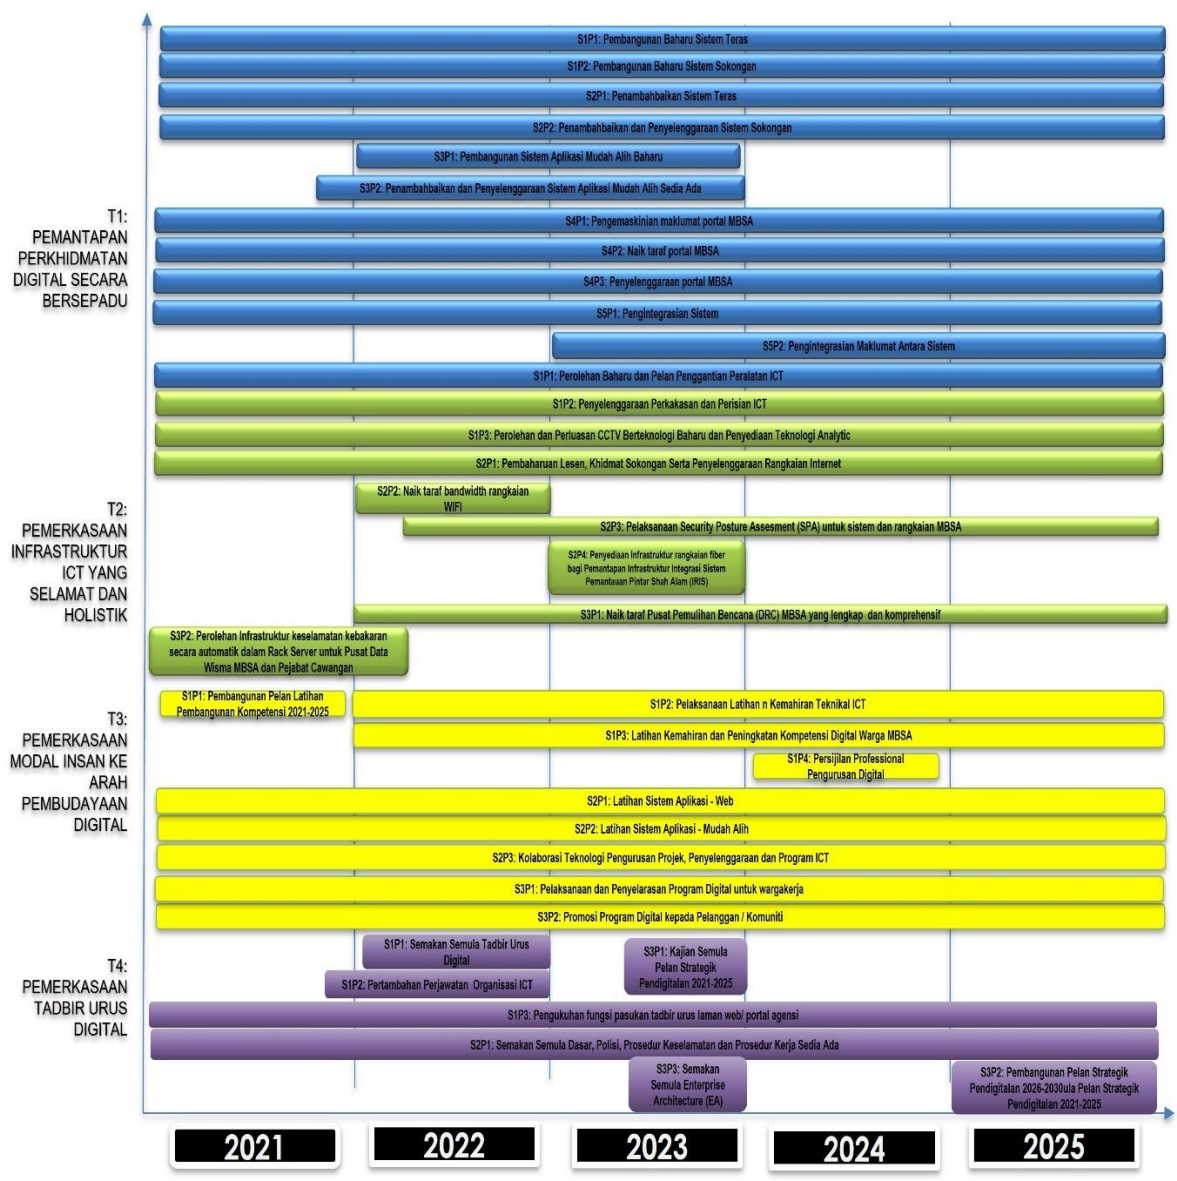 S1P1: Pembangunan Baharu Sistem Teras
S1P2: Pembangunan Baharu Sistem Sokongan
S2P1: Penambahbaikan Sistem Teras
S2P2: Penambahbaikan dan Penyelenggaraan Sistem Sokongan
S3P1: Pembangunan Sistem Aplikasi Mudah Alih Baharu
S3P2: Penambahbaikan dan Penyelenggaraan Sistem Aplikasi Mudah Alih Sedia Ada
T1:
PEMANTAPAN
PERKHIDMATAN
DIGITAL SECARA
BERSEPADU
S4P1: Pengemaskinian maklumat portal MBSA
S4P2: Naik taraf portal MBSA
S4P3: Penyelenggaraan portal MBSA
S5P1: Pengintegrasian Sistem
S5P2: Pengintegrasian Maklumat Antara Sistem
S1P1: Perolehan Baharu dan Pelan Penggantian Peralatan ICT
S1P2: Penyelenggaraan Perkakasan dan Perisian ICT
S1P3: Perolehan dan Perluasan CCTV Berteknologi Baharu dan Penyediaan Teknologi Analytic
S2P1: Pembaharuan Lesen, Khidmat Sokongan Serta Penyelenggaraan Rangkaian Internet
T2:
PEMERKASAAN
INFRASTRUKTUR
ICT YANG
SELAMAT DAN
HOLISTIK
S2P2: Naik taraf bandwidth rangkaian
WIFI
S2P3: Pelaksanaan Security Posture Assesment (SPA) untuk sistem dan rangkaian MBSA
S2P4: Penyediaan Infrastruktur rangkaian fiber
bagi Pemantapan Infrastruktur Integrasi Sistem
Pemantauan Pintar Shah Alam (IRIS)
S3P1: Naik taraf Pusat Pemulihan Bencana (DRC) MBSA yang lengkap dan komprehensif
S3P2: Perolehan Infrastruktur keselamatan kebakaran
secara automatik dalam Rack Server untuk Pusat Data
Wisma MBSA dan Pejabat Cawangan
T3:
PEMERKASAAN
MODAL INSAN KE
ARAH
PEMBUDAYAAN
DIGITAL
S1P1: Pembangunan Pelan Latihan
Pembangunan Kompetensi 2021-2025
S1P2: Pelaksanaan Latihan n Kemahiran Teknikal ICT
S1P3: Latihan Kemahiran dan Peningkatan Kompetensi Digital Warga MBSA
S1P4: Persijilan Professional
Pengurusan Digital
S2P1: Latihan Sistem Aplikasi - Web
S2P2: Latihan Sistem Aplikasi - Mudah Alih
S2P3: Kolaborasi Teknologi Pengurusan Projek, Penyelenggaraan dan Program ICT
S3P1: Pelaksanaan dan Penyelarasan Program Digital untuk wargakerja
S3P2: Promosi Program Digital kepada Pelanggan / Komuniti
T4:
PEMERKASAAN
TADBIR URUS
DIGITAL
S1P1: Semakan Semula Tadbir Urus
Digital
S3P1: Kajian Semula
Pelan Strategik
Pendigitalan 2021-2025
S1P2: Pertambahan Perjawatan Organisasi ICT
S1P3: Pengukuhan fungsi pasukan tadbir urus laman web/ portal agensi
S2P1: Semakan Semula Dasar, Polisi, Prosedur Keselamatan dan Prosedur Kerja Sedia Ada
S3P3: Semakan
Semula Enterprise
Architecture (EA)
S3P2: Pembangunan Pelan Strategik
Pendigitalan 2026-2030ula Pelan Strategik
Pendigitalan 2021-2025
2021
2022
2023
2024
2025